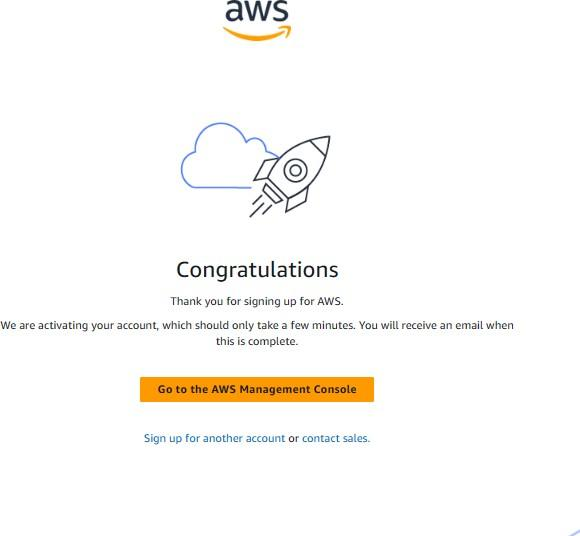 aws
Congratulations
Thank you for signing up for AWS.
We are activating your account, which should only take a few minutes. You will receive an email when
this is complete.
Go to the AWS Management Console
Sign up for another account or contact sales.